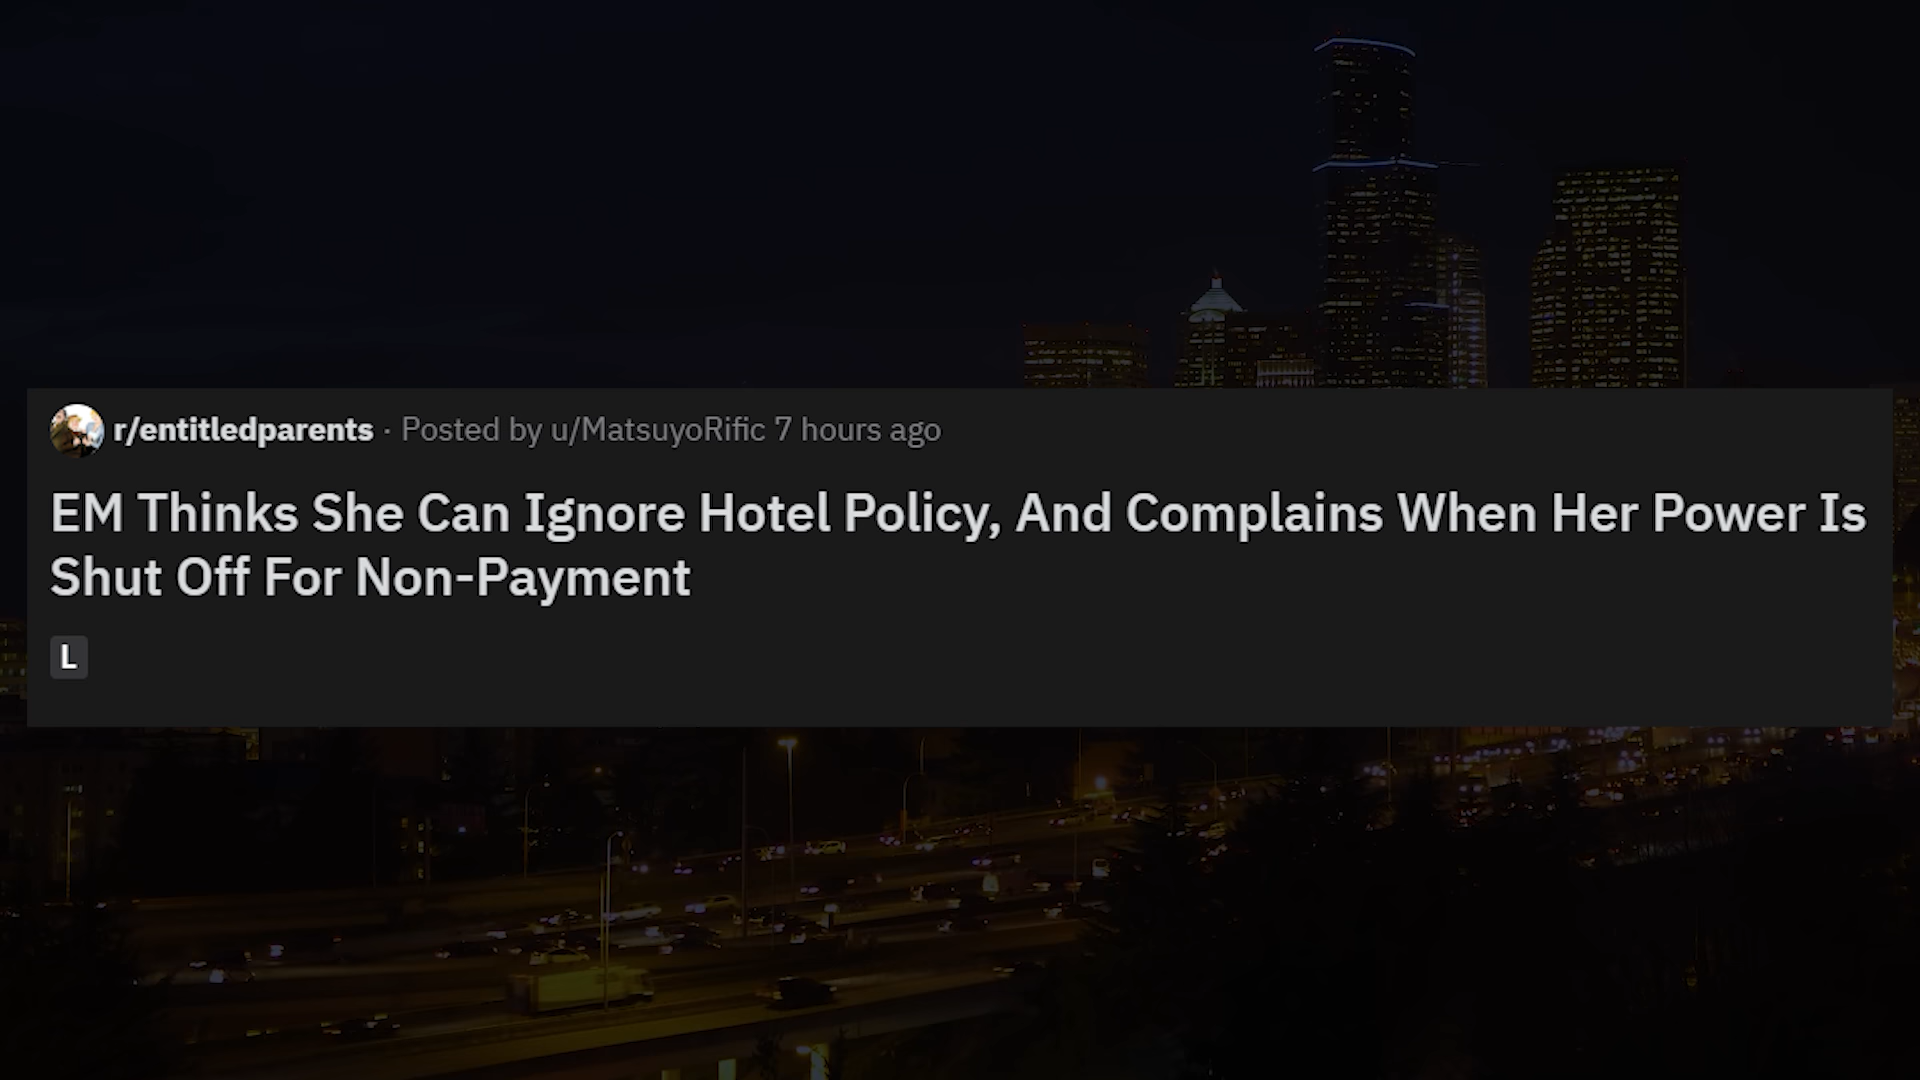 r/entitledparents · Posted by u/MatsuyoRific 7 hours ago
EM Thinks She Can Ignore Hotel Policy, And Complains When Her Power Is
Shut Off For Non-Payment
L